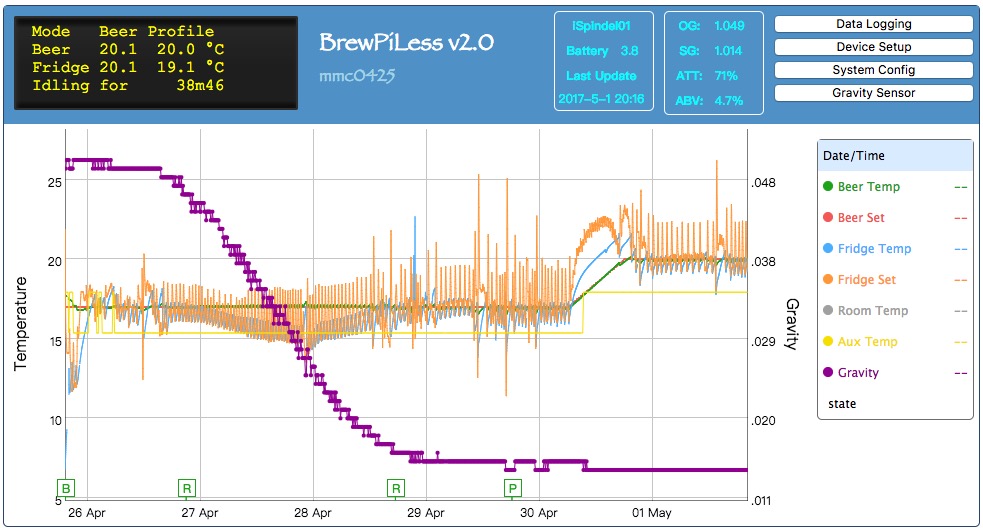 Mode Beer Profile
Beer 20.1 20.0 °C
Fridge 20.1 19.1 °C
Idling for 38m46
BrewPiLess v2.0
mmc0425
iSpindel01
Battery 3.8
Last Update
2017-5-1 20:16
OG: 1.049
SG: 1.014
ATT: 71%
ABV: 4.7%
Data Logging
Device Setup
System Config
Gravity Sensor
Temperature
25
20
15
10
5
B
R
R
P
26 Apr
27 Apr
28 Apr
29 Apr
30 Apr
01 May
.048
.038
.029
.020
.011
Gravity
Date/Time
Beer Temp --
Beer Set --
Fridge Temp --
Fridge Set --
Room Temp --
Aux Temp --
Gravity --
state